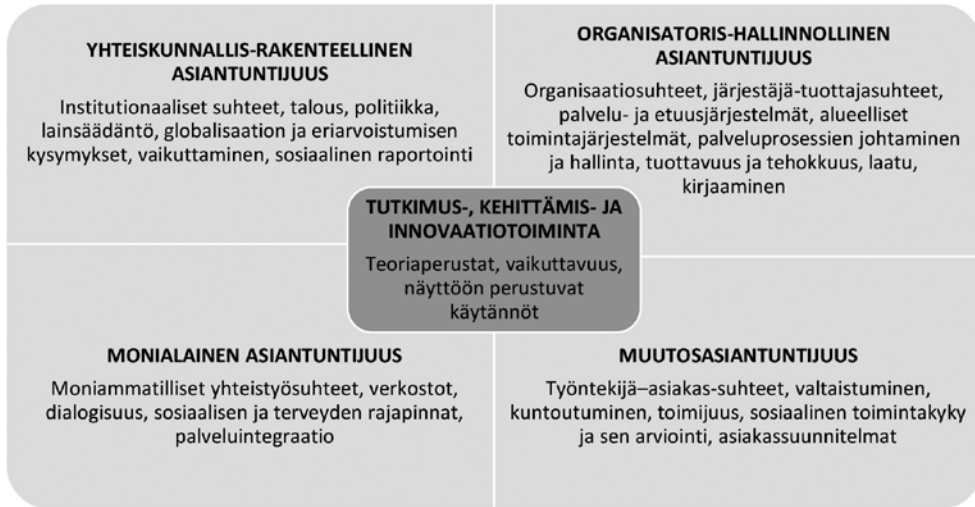 YHTEISKUNNALLIS-RAKENTEELLINEN
ASIANTUNTIJUUS
Institutionaaliset suhteet, talous, politiikka,
lainsäädäntö, globalisaation ja eriarvoistumisen
kysymykset, vaikuttaminen, sosiaalinen raportointi
ORGANISATORIS-HALLINNOLLINEN
ASIANTUNTIJUUS
Organisaatiosuhteet, järjestäjä-tuottajasuhteet,
palvelu- ja etuusjärjestelmät, alueelliset
toimintajärjestelmät, palveluprosessien johtaminen
ja hallinta, tuottavuus ja tehokkuus, laatu,
kirjaaminen
TUTKIMUS-, KEHITTÄMIS- JA
INNOVAATIOTOIMINTA
Teoriaperustat, vaikuttavuus,
näyttöön perustuvat
käytännöt
MONIALAINEN ASIANTUNTIJUUS
Moniammatilliset yhteistyösuhteet, verkostot,
dialogisuus, sosiaalisen ja terveyden rajapinnat,
palveluintegraatio
MUUTOSASIANTUNTIJUUS
Työntekijä–asiakas-suhteet, valtaistuminen,
kuntoutuminen, toimijuus, sosiaalinen toimintakyky
ja sen arviointi, asiakassuunnitelmat